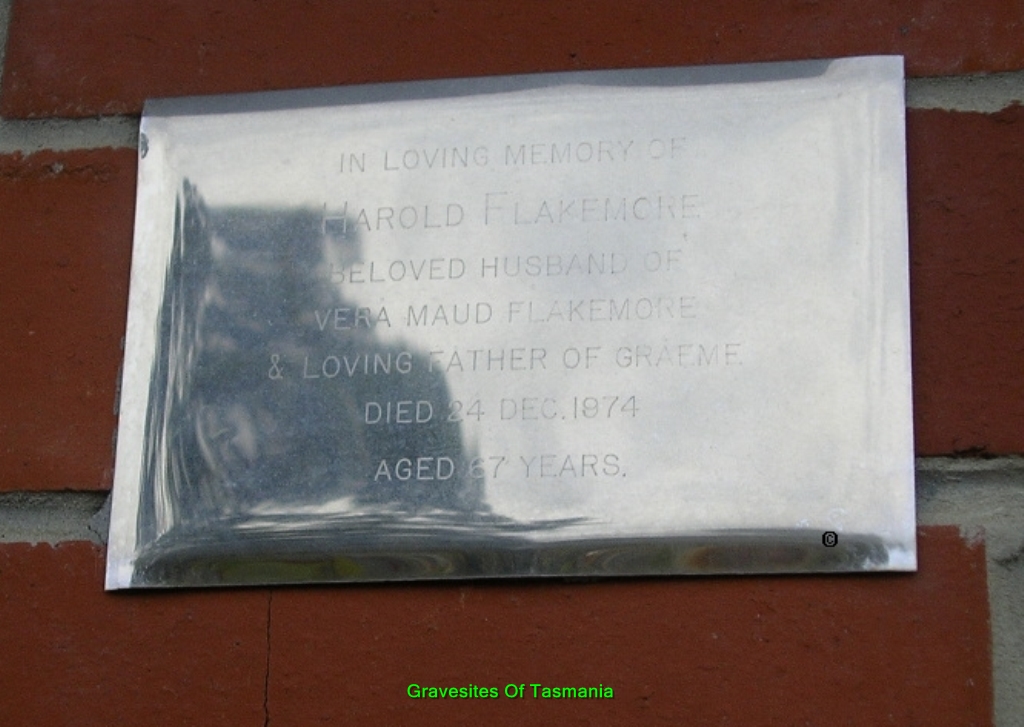 IN LOVING MEMORY OF
HAROLD FLAKEMORE
BELOVED HUSBAND OF
VERA MAUD FLAKEMORE
& LOVING FATHER OF GRAEME
DIED 24 DEC.1974
AGED 67 YEARS.
©
Gravesites Of Tasmania